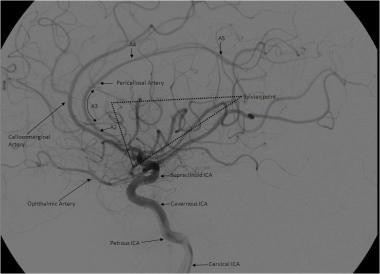 A4
A5
Pericallosal Artery
Sylvian point
A3
A2
Callosomarginal
Artery
Supraclinoid ICA
Ophthalmic Artery
Cavernous ICA
Petrous ICA
Cervical ICA